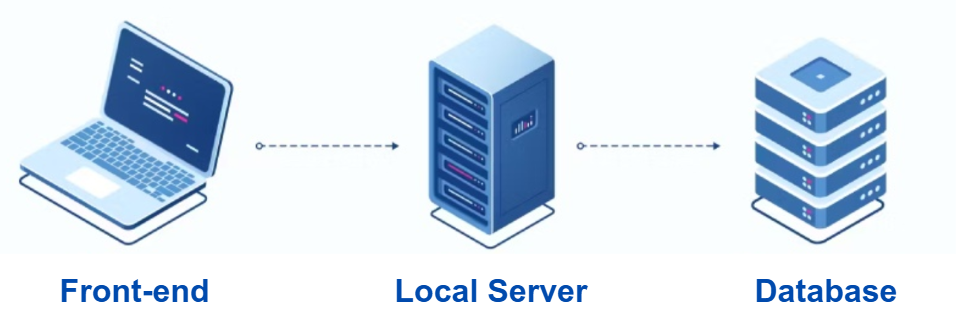 Front-end
Local Server
Database